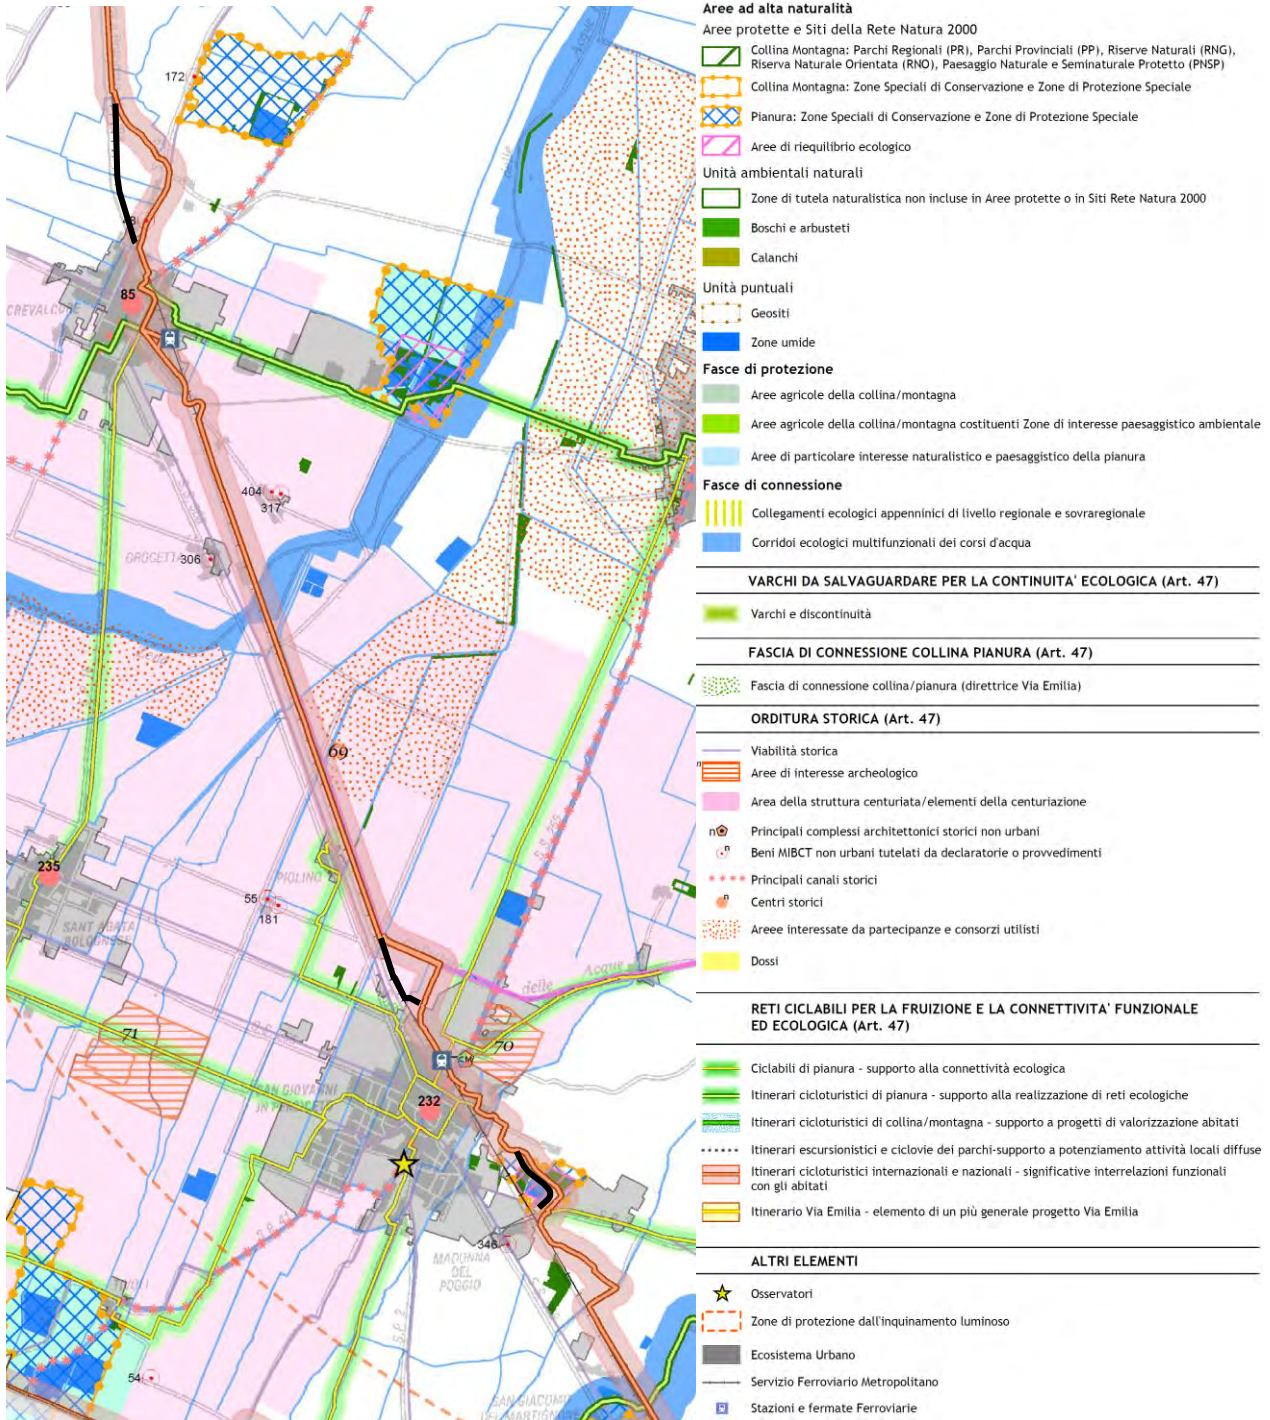 Aree ad alta naturalità
Aree protette e Siti della Rete Natura 2000
Collina Montagna: Parchi Regionali (PR), Parchi Provinciali (PP), Riserve Naturali (RNG),
Riserva Naturale Orientata (RNO), Paesaggio Naturale e Seminaturale Protetto (PNSP)
Collina Montagna: Zone Speciali di Conservazione e Zone di Protezione Speciale
Pianura: Zone Speciali di Conservazione e Zone di Protezione Speciale
Aree di riequilibrio ecologico
Unità ambientali naturali
Zone di tutela naturalistica non incluse in Aree protette o in Siti Rete Natura 2000
Boschi e arbusteti
Calanchi
Unità puntuali
Geositi
Zone umide
Fasce di protezione
Aree agricole della collina/montagna
Aree agricole della collina/montagna costituenti Zone di interesse paesaggistico ambientale
Aree di particolare interesse naturalistico e paesaggistico della pianura
Fasce di connessione
Collegamenti ecologici appenninici di livello regionale e sovraregionale
Corridoi ecologici multifunzionali dei corsi d'acqua
VARCHI DA SALVAGUARDARE PER LA CONTINUITA' ECOLOGICA (Art. 47)
Varchi e discontinuità
FASCIA DI CONNESSIONE COLLINA PIANURA (Art. 47)
Fascia di connessione collina/pianura (direttrice Via Emilia)
ORDITURA STORICA (Art. 47)
Viabilità storica
n
Aree di interesse archeologico
Area della struttura centuriata/elementi della centuriazione
n
Principali complessi architettonici storici non urbani
n
Beni MIBCT non urbani tutelati da declaratorie o provvedimenti
Principali canali storici
n
Centri storici
Areee interessate da partecipanze e consorzi utilisti
Dossi
RETI CICLABILI PER LA FRUIZIONE E LA CONNETTIVITA' FUNZIONALE
ED ECOLOGICA (Art. 47)
Ciclabili di pianura - supporto alla connettività ecologica
Itinerari cicloturistici di pianura - supporto alla realizzazione di reti ecologiche
Itinerari cicloturistici di collina/montagna - supporto a progetti di valorizzazione abitati
Itinerari escursionistici e ciclovie dei parchi-supporto a potenziamento attività locali diffuse
Itinerari cicloturistici internazionali e nazionali - significative interrelazioni funzionali
con gli abitati
Itinerario Via Emilia - elemento di un più generale progetto Via Emilia
ALTRI ELEMENTI
Osservatori
Zone di protezione dall'inquinamento luminoso
Ecosistema Urbano
Servizio Ferroviario Metropolitano
Stazioni e fermate Ferroviarie
172
Acque
delle
85
CREVALCORE
404
317
306
69
235
SANT'AGATA
BOLOGNESE
55
181
delle
Acque
71
70
SAN GIOVANNI
IN PERSICETO
232
346
MADONNA
DEL
POGGIO
54
SAN GIACOMO
DEL MARTIGNONE